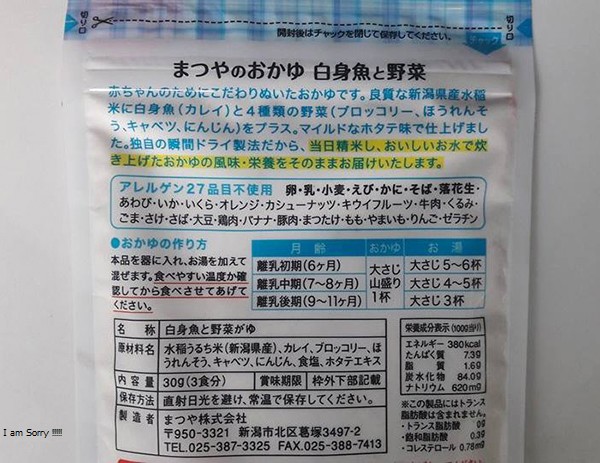 切り口
切り口
開封後はチャックを閉じて保存してください。
チャック
まつやのおかゆ 白身魚と野菜
赤ちゃんのためにこだわりぬいたおかゆです。良質な新潟県産水稲
米に白身魚(カレイ)と4種類の野菜(ブロッコリー、ほうれんそ
う、キャベツ、にんじん)をプラス。マイルドなホタテ味で仕上げまし
た。独自の瞬間ドライ製法だから、当日精米し、おいしいお水で炊
き上げたおかゆの風味・栄養をそのままお届けいたします。
アレルゲン27品目不使用 卵・乳・小麦・えび・かに・そば・落花生・
あわび・いか・いくら・オレンジ・カシューナッツ・キウイフルーツ・牛肉・くるみ・
ごま・さけ・さば・大豆・鶏肉・バナナ・豚肉・まつたけ・もも・やまいも・りんご・ゼラチン
●おかゆの作り方
本品を器に入れ、お湯を加えて
混ぜます。食べやすい温度か確
認してから食べさせてあげて
ください。
月齢 おかゆ お湯
離乳初期(6ヶ月) 大さじ5〜6杯
離乳中期(7〜8ヶ月) 大さじ山盛り1杯 大さじ4〜5杯
離乳後期(9〜11ヶ月) 大さじ3杯
名称 白身魚と野菜がゆ
原材料名 水稲うるち米(新潟県産)、カレイ、ブロッコリー、ほ
うれんそう、キャベツ、にんじん、食塩、ホタテエキス
内容量 30g(3食分) 賞味期限 枠外下部記載
保存方法 直射日光を避け、常温で保存してください。
製造者 まつや株式会社
〒950-3321 新潟市北区葛塚3497-2
TEL.025-387-3325 FAX.025-388-7413
栄養成分表示(100g当り)
エネルギー 380kcal
たんぱく質 7.3g
脂質 1.6g
炭水化物 84.0g
ナトリウム 620mg
※この製品にはトランス
脂肪酸は含まれません。
・トランス脂肪酸 0g
・飽和脂肪酸 0.3g
・コレステロール 0.78mg
I am Sorry !!!!!